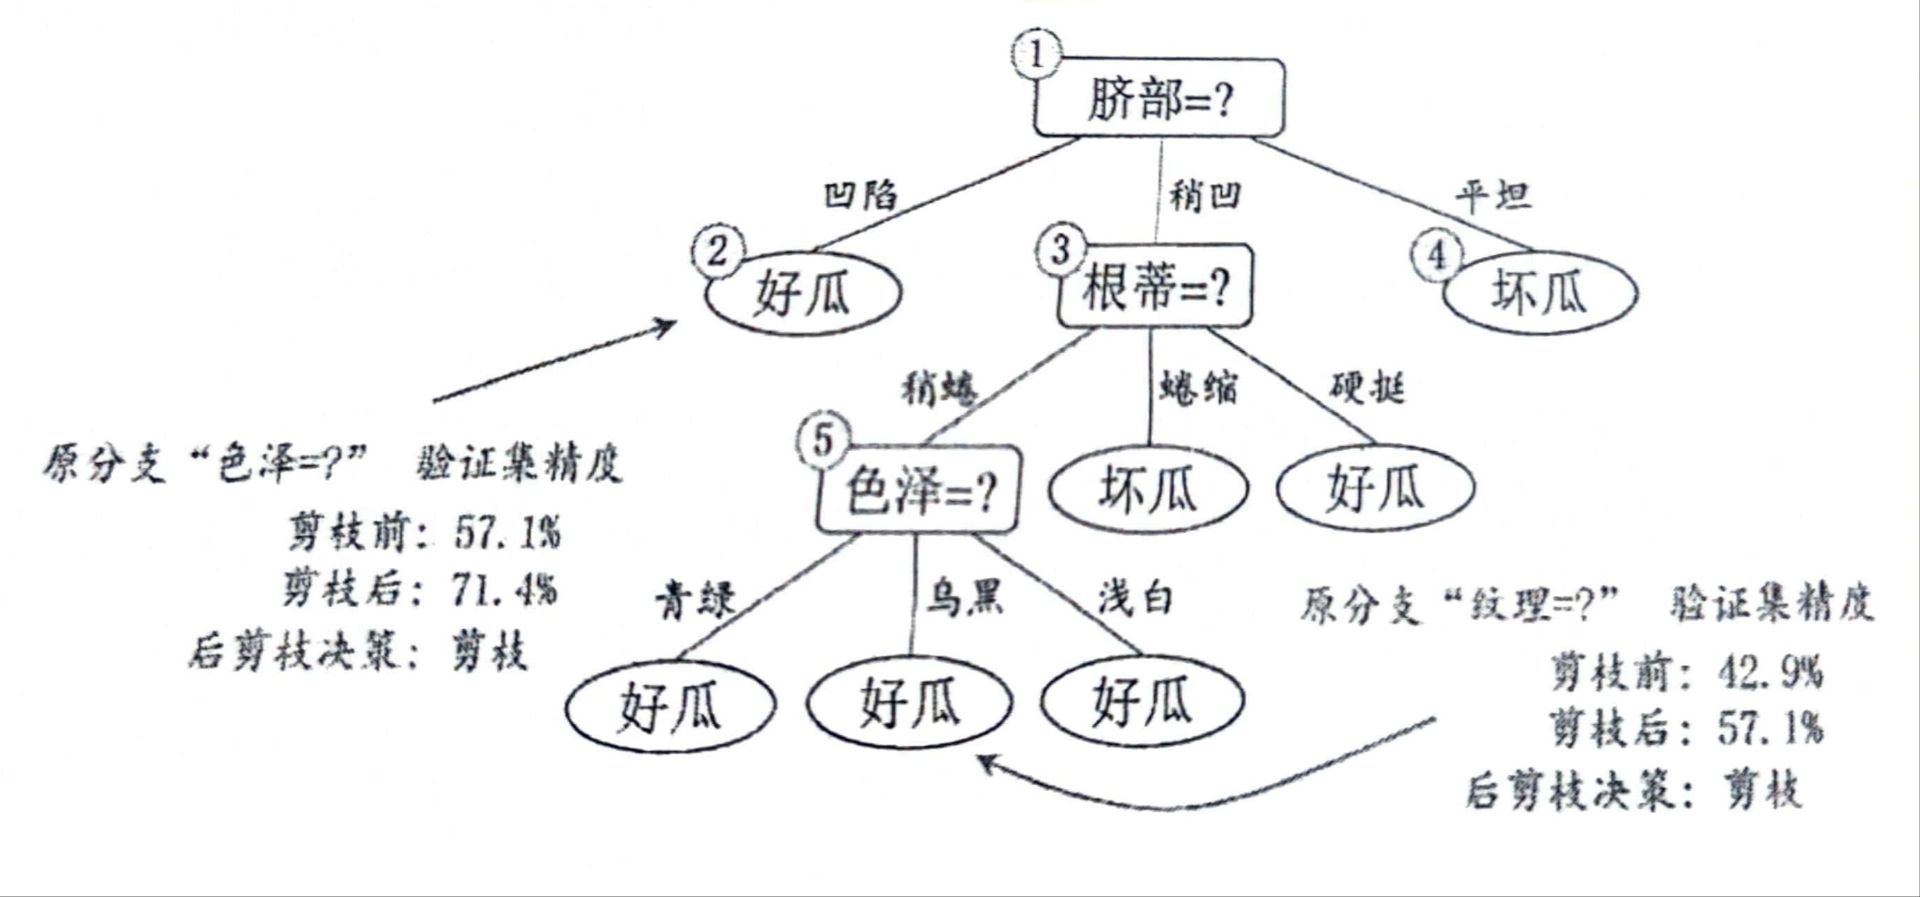 ①
脐部=?
凹陷
稍凹
平坦
②
好瓜
③
根蒂=?
④
坏瓜
稍蜷
蜷缩
硬挺
⑤
色泽=?
坏瓜
好瓜
原分支“色泽=?” 验证集精度
剪枝前: 57.1%
剪枝后: 71.4%
后剪枝决策: 剪枝
青绿
乌黑
浅白
好瓜
好瓜
好瓜
原分支“纹理=?” 验证集精度
剪枝前: 42.9%
剪枝后: 57.1%
后剪枝决策: 剪枝